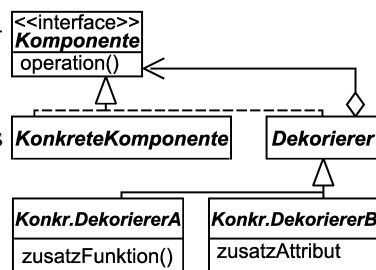 <<interface>>
Komponente
operation()
KonkreteKomponente
Dekorierer
Konkr.DekoriererA
Konkr.DekoriererB
zusatzFunktion()
zusatzAttribut